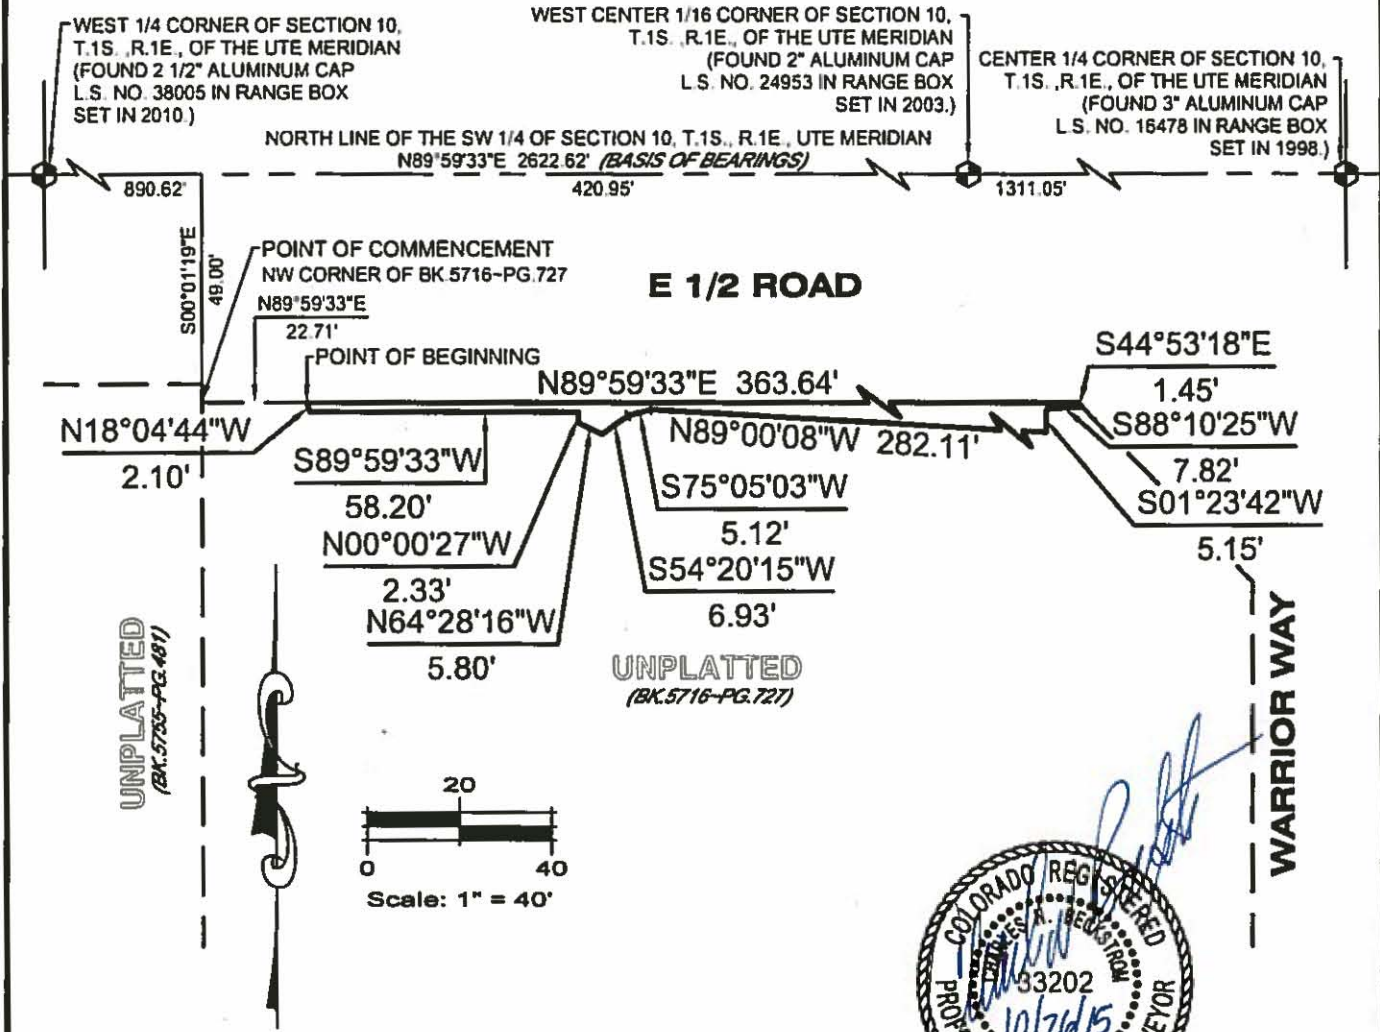 WEST 1/4 CORNER OF SECTION 10,
T.1S. ,R.1E., OF THE UTE MERIDIAN
(FOUND 2 1/2" ALUMINUM CAP
L.S. NO. 38005 IN RANGE BOX
SET IN 2010.)
WEST CENTER 1/16 CORNER OF SECTION 10,
T.1S. ,R.1E., OF THE UTE MERIDIAN
(FOUND 2" ALUMINUM CAP
L.S. NO. 24953 IN RANGE BOX
SET IN 2003.)
CENTER 1/4 CORNER OF SECTION 10,
T.1S. ,R.1E., OF THE UTE MERIDIAN
(FOUND 3" ALUMINUM CAP
L.S. NO. 16478 IN RANGE BOX
SET IN 1998.)
NORTH LINE OF THE SW 1/4 OF SECTION 10, T.1S., R.1E., UTE MERIDIAN
N89°59'33"E 2622.62' (BASIS OF BEARINGS)
890.62'
420.95'
1311.05'
S00°01'19"E
49.00'
POINT OF COMMENCEMENT
NW CORNER OF BK.5716~PG.727
N89°59'33"E
22.71'
POINT OF BEGINNING
E 1/2 ROAD
N89°59'33"E 363.64'
S44°53'18"E
1.45'
N18°04'44"W
2.10'
S89°59'33"W
58.20'
N89°00'08"W 282.11'
S88°10'25"W
7.82'
S75°05'03"W
5.12'
S01°23'42"W
5.15'
N00°00'27"W
2.33'
S54°20'15"W
6.93'
N64°28'16"W
5.80'
UNPLATTED
(BK.5755~PG.481)
UNPLATTED
(BK.5716~PG.727)
WARRIOR WAY
20
0 40
Scale: 1" = 40'
COLORADO REGISTERED
CHARLES R. BECKSTROM
33202
10/26/15